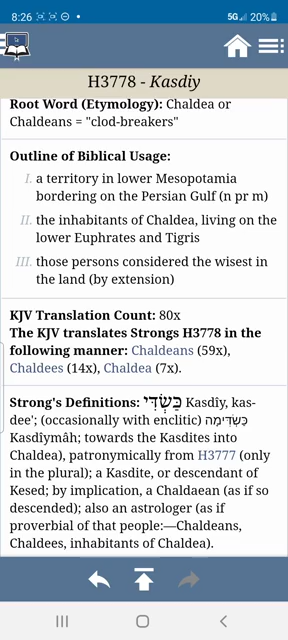 8:26
5G 20%
H3778 - Kasdiy
Root Word (Etymology): Chaldea or
Chaldeans = "clod-breakers"
Outline of Biblical Usage:
I. a territory in lower Mesopotamia
bordering on the Persian Gulf (n pr m)
II. the inhabitants of Chaldea, living on the
lower Euphrates and Tigris
III. those persons considered the wisest in
the land (by extension)
KJV Translation Count: 80x
The KJV translates Strongs H3778 in the
following manner: Chaldeans (59x),
Chaldees (14x), Chaldea (7x).
Strong's Definitions: כַּשְׂדִּי Kasdîy, kas-
dee'; (occasionally with enclitic) כַּשְׂדִּימָה
Kasdîymâh; towards the Kasdites into
Chaldea), patronymically from H3777 (only
in the plural); a Kasdite, or descendant of
Kesed; by implication, a Chaldaean (as if so
descended); also an astrologer (as if
proverbial of that people:—Chaldeans,
Chaldees, inhabitants of Chaldea).